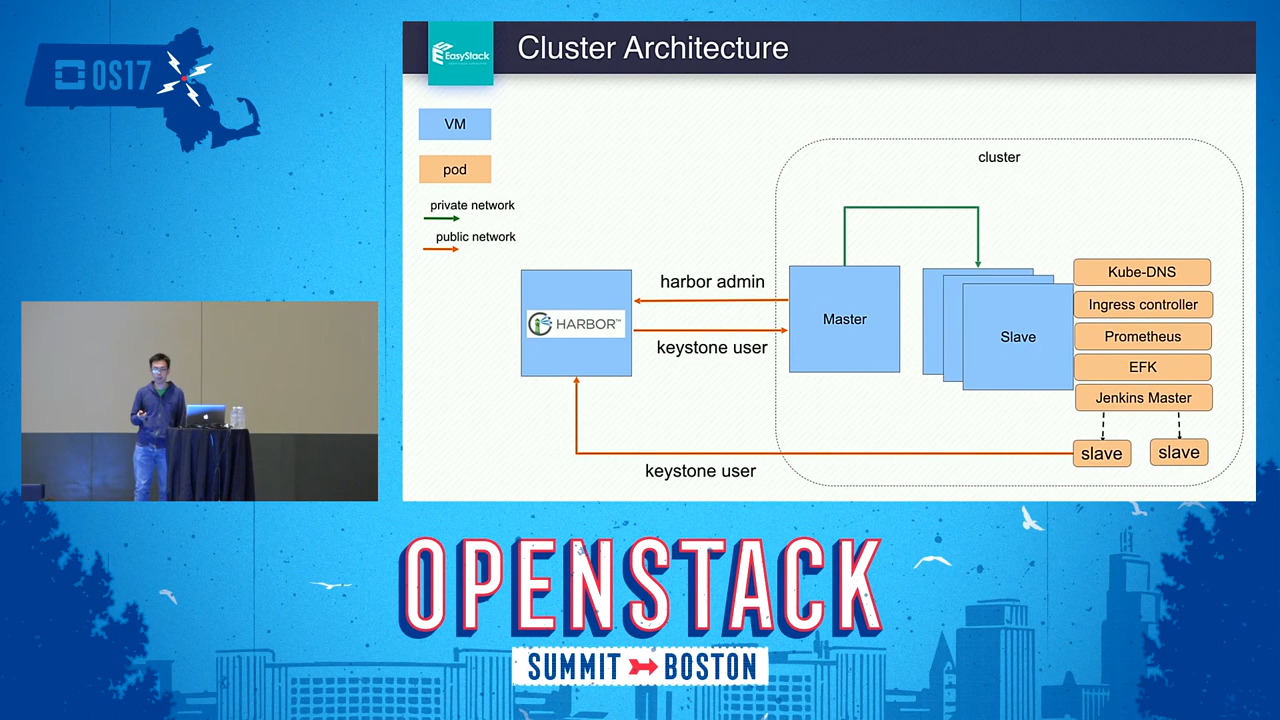 OS17
EasyStack
Cluster Architecture
VM
pod
private network
public network
cluster
HARBOR™
harbor admin
keystone user
Master
Slave
Kube-DNS
Ingress controller
Prometheus
EFK
Jenkins Master
slave
slave
keystone user
OPENSTACK
SUMMIT BOSTON